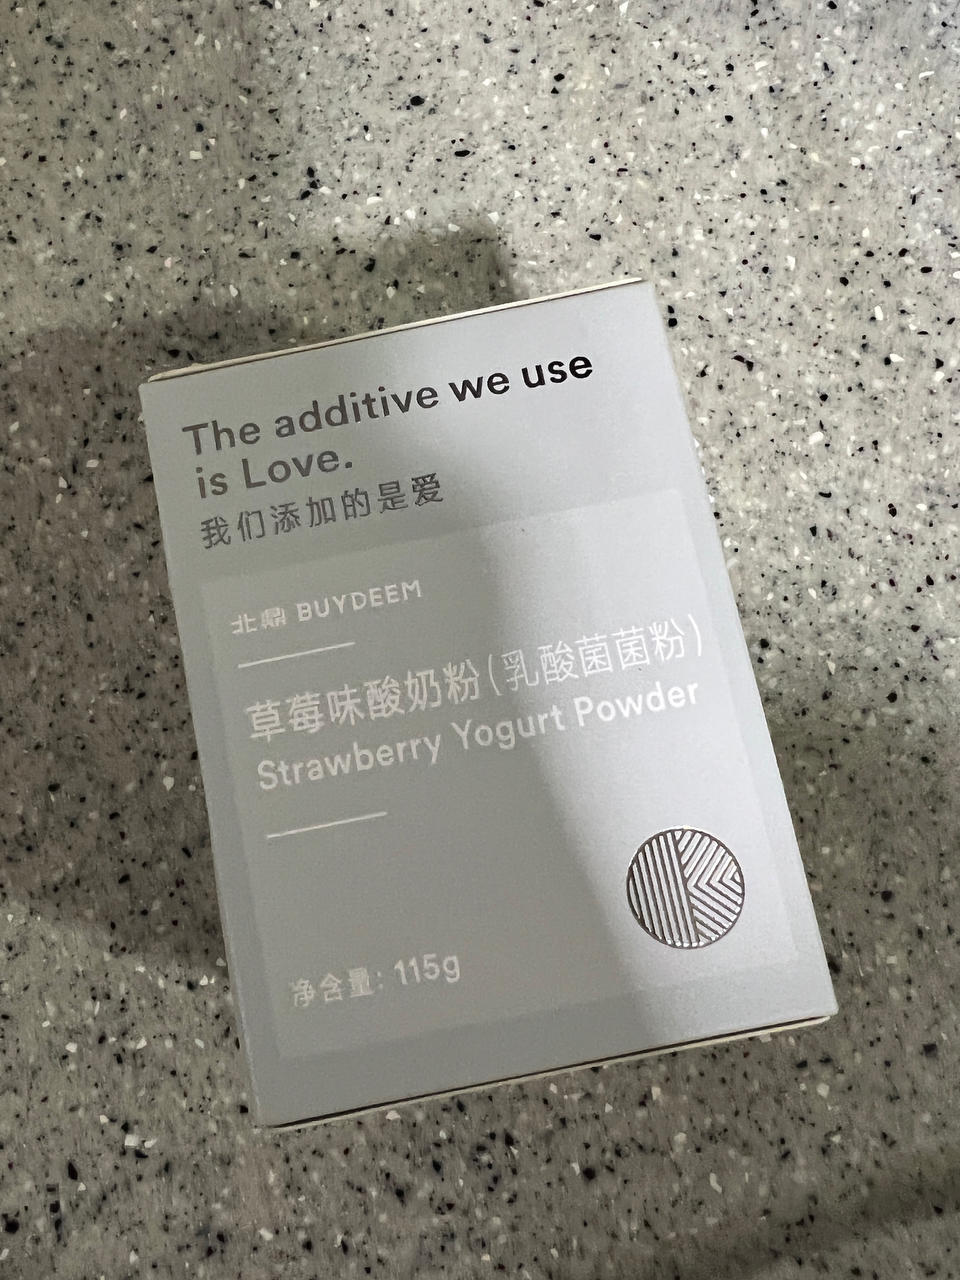 The additive we use
is Love.
我们添加的是爱
北鼎 BUYDEEM
草莓味酸奶粉(乳酸菌菌粉)
Strawberry Yogurt Powder
净含量: 115g